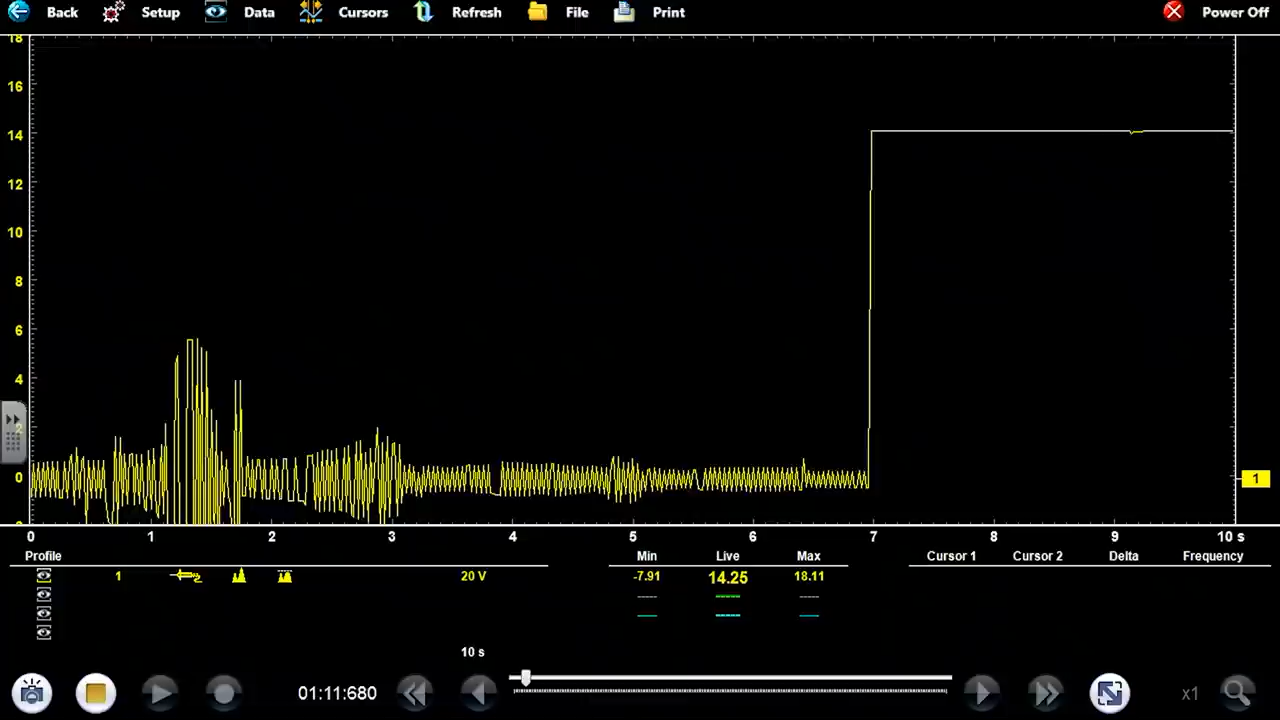 Back Setup Data Cursors Refresh File Print Power Off
18
16
14
12
10
8
6
4
2
0
1
0 1 2 3 4 5 6 7 8 9 10 s
Profile Min Live Max Cursor 1 Cursor 2 Delta Frequency
1 20 V -7.91 14.25 18.11
10 s
01:11:680 x1